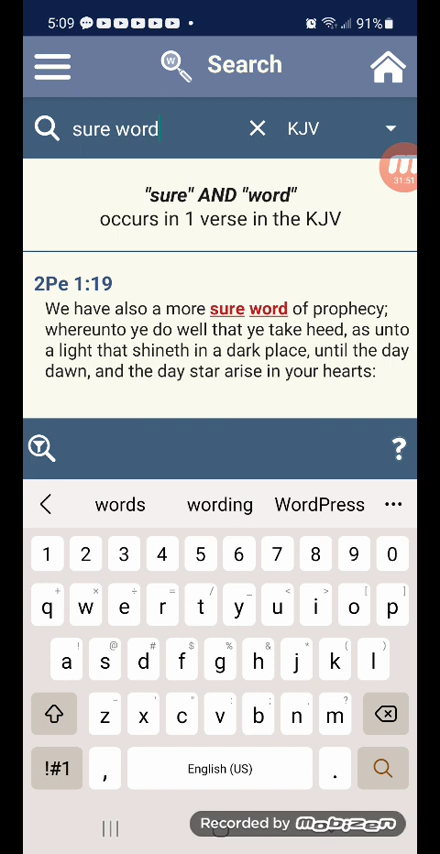 5:09 91%
W Search
sure word × KJV
31:51
"sure" AND "word"
occurs in 1 verse in the KJV
2Pe 1:19
We have also a more sure word of prophecy;
whereunto ye do well that ye take heed, as unto
a light that shineth in a dark place, until the day
dawn, and the day star arise in your hearts:
?
words wording WordPress ...
1 2 3 4 5 6 7 8 9 0
+ × ÷ = / _ < > [ ]
q w e r t y u i o p
! @ # $ % ^ & * ( )
a s d f g h j k l
- ' " : ; , ?
z x c v b n m
!#1 , English (US) .
Recorded by mobizen